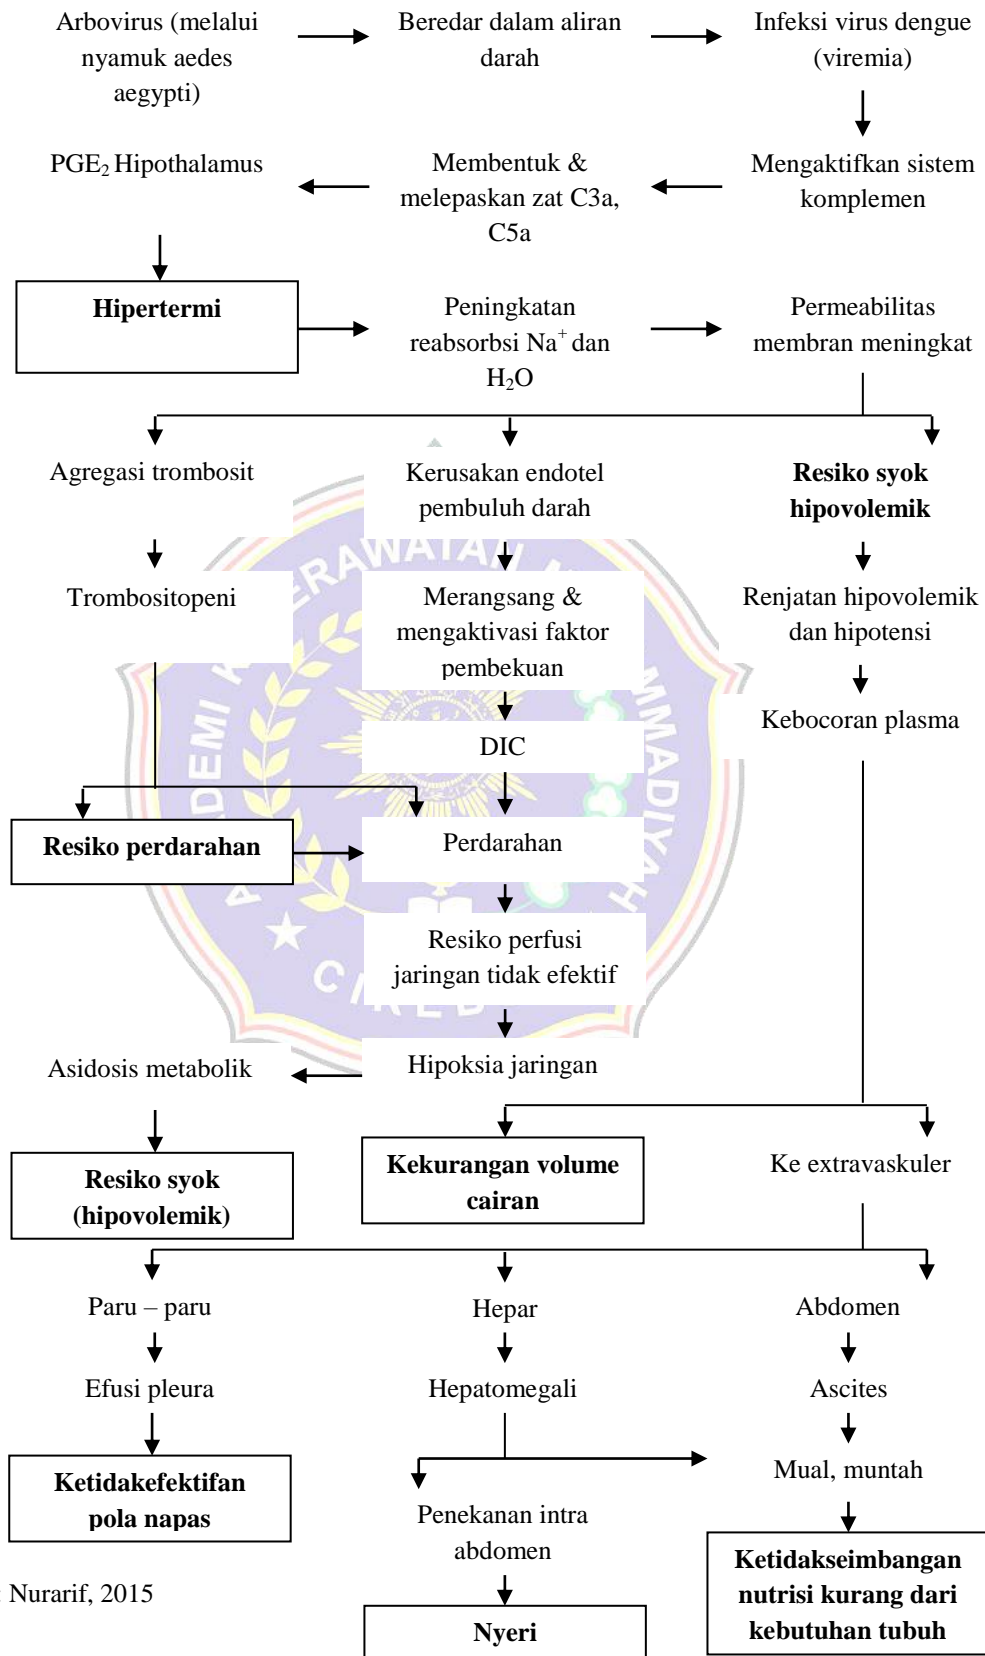 Arbovirus (melalui
nyamuk aedes
aegypti)
Beredar dalam aliran
darah
Infeksi virus dengue
(viremia)
PGE₂ Hipothalamus
Membentuk &
melepaskan zat C3a,
C5a
Mengaktifkan sistem
komplemen
Hipertermi
Peningkatan
reabsorbsi Na⁺ dan
H₂O
Permeabilitas
membran meningkat
Agregasi trombosit
Kerusakan endotel
pembuluh darah
Resiko syok
hipovolemik
Trombositopeni
Merangsang &
mengaktivasi faktor
pembekuan
Renjatan hipovolemik
dan hipotensi
DIC
Kebocoran plasma
Resiko perdarahan
Perdarahan
Resiko perfusi
jaringan tidak efektif
Asidosis metabolik
Hipoksia jaringan
Resiko syok
(hipovolemik)
Kekurangan volume
cairan
Ke extravaskuler
Paru – paru
Hepar
Abdomen
Efusi pleura
Hepatomegali
Ascites
Ketidakefektifan
pola napas
Penekanan intra
abdomen
Mual, muntah
Nyeri
Ketidakseimbangan
nutrisi kurang dari
kebutuhan tubuh
: Nurarif, 2015